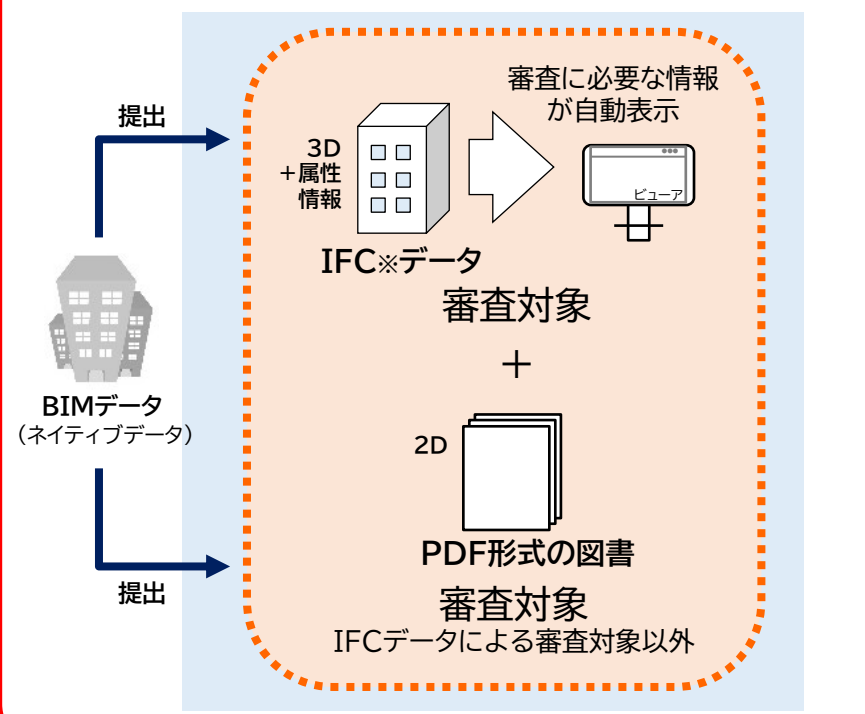 提出
BIMデータ
（ネイティブデータ）
提出
3D
＋属性
情報
IFC※データ
審査に必要な情報
が自動表示
ビューア
審査対象
＋
2D
PDF形式の図書
審査対象
IFCデータによる審査対象以外